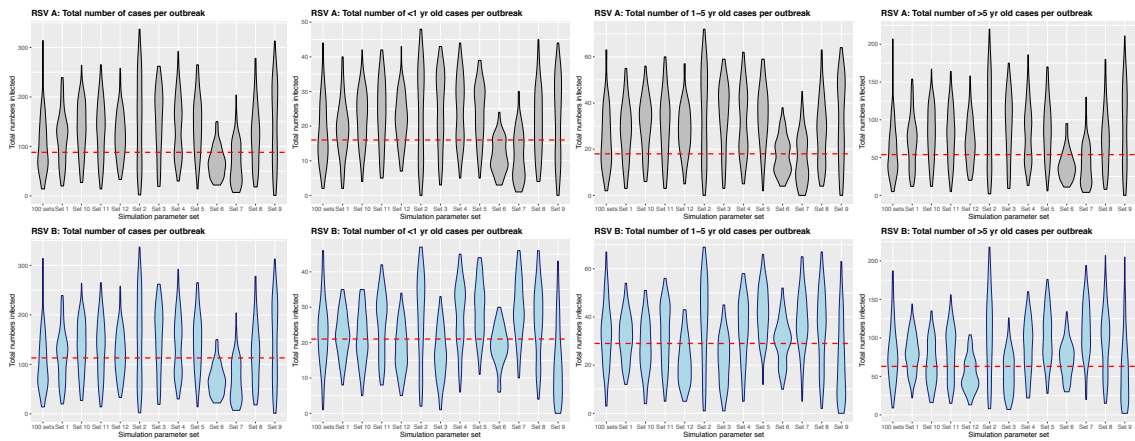 RSV A: Total number of cases per outbreak
Total numbers infected
300
200
100
0
100 sets Set 1 Set 10 Set 11 Set 12 Set 2 Set 3 Set 4 Set 5 Set 6 Set 7 Set 8 Set 9
Simulation parameter set
RSV A: Total number of <1 yr old cases per outbreak
Total numbers infected
50
40
30
20
10
0
100 sets Set 1 Set 10 Set 11 Set 12 Set 2 Set 3 Set 4 Set 5 Set 6 Set 7 Set 8 Set 9
Simulation parameter set
RSV A: Total number of 1−5 yr old cases per outbreak
Total numbers infected
60
40
20
0
100 sets Set 1 Set 10 Set 11 Set 12 Set 2 Set 3 Set 4 Set 5 Set 6 Set 7 Set 8 Set 9
Simulation parameter set
RSV A: Total number of >5 yr old cases per outbreak
Total numbers infected
200
150
100
50
0
100 sets Set 1 Set 10 Set 11 Set 12 Set 2 Set 3 Set 4 Set 5 Set 6 Set 7 Set 8 Set 9
Simulation parameter set
RSV B: Total number of cases per outbreak
Total numbers infected
300
200
100
0
100 sets Set 1 Set 10 Set 11 Set 12 Set 2 Set 3 Set 4 Set 5 Set 6 Set 7 Set 8 Set 9
Simulation parameter set
RSV B: Total number of <1 yr old cases per outbreak
Total numbers infected
40
30
20
10
0
100 sets Set 1 Set 10 Set 11 Set 12 Set 2 Set 3 Set 4 Set 5 Set 6 Set 7 Set 8 Set 9
Simulation parameter set
RSV B: Total number of 1−5 yr old cases per outbreak
Total numbers infected
60
40
20
0
100 sets Set 1 Set 10 Set 11 Set 12 Set 2 Set 3 Set 4 Set 5 Set 6 Set 7 Set 8 Set 9
Simulation parameter set
RSV B: Total number of >5 yr old cases per outbreak
Total numbers infected
200
150
100
50
0
100 sets Set 1 Set 10 Set 11 Set 12 Set 2 Set 3 Set 4 Set 5 Set 6 Set 7 Set 8 Set 9
Simulation parameter set